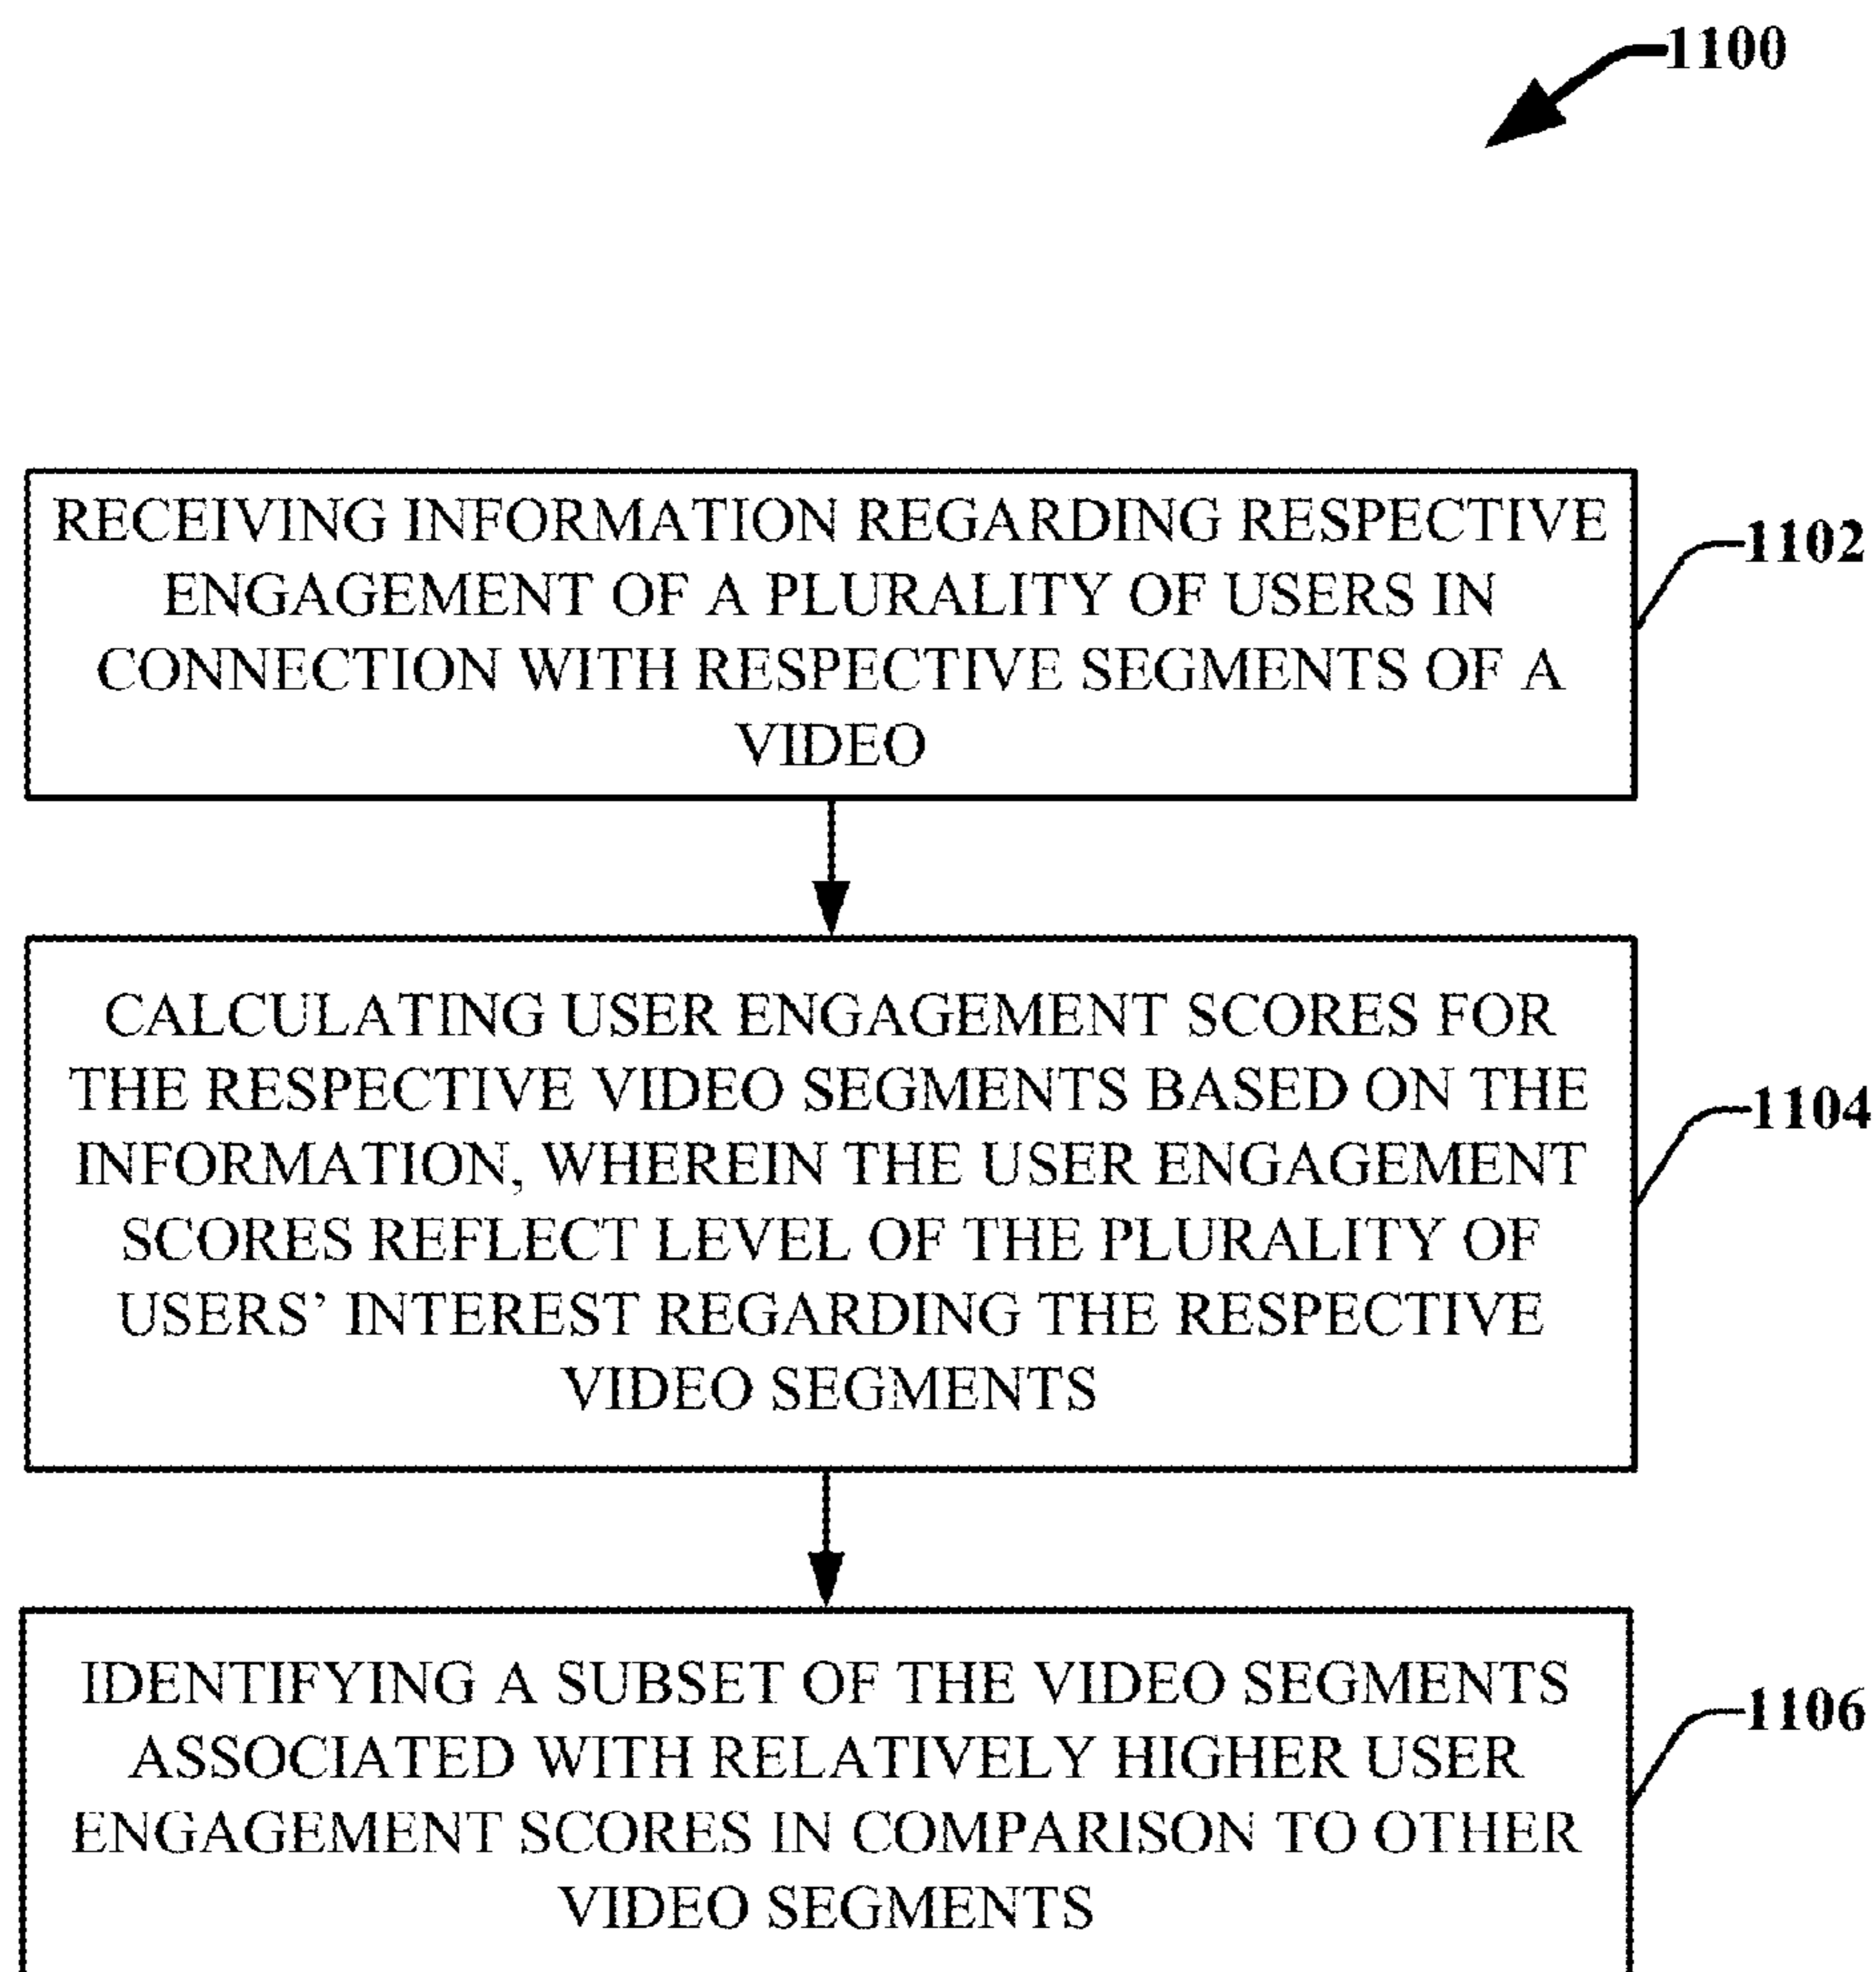 1100
RECEIVING INFORMATION REGARDING RESPECTIVE
ENGAGEMENT OF A PLURALITY OF USERS IN
CONNECTION WITH RESPECTIVE SEGMENTS OF A
VIDEO
1102
CALCULATING USER ENGAGEMENT SCORES FOR
THE RESPECTIVE VIDEO SEGMENTS BASED ON THE
INFORMATION, WHEREIN THE USER ENGAGEMENT
SCORES REFLECT LEVEL OF THE PLURALITY OF
USERS’ INTEREST REGARDING THE RESPECTIVE
VIDEO SEGMENTS
1104
IDENTIFYING A SUBSET OF THE VIDEO SEGMENTS
ASSOCIATED WITH RELATIVELY HIGHER USER
ENGAGEMENT SCORES IN COMPARISON TO OTHER
VIDEO SEGMENTS
1106